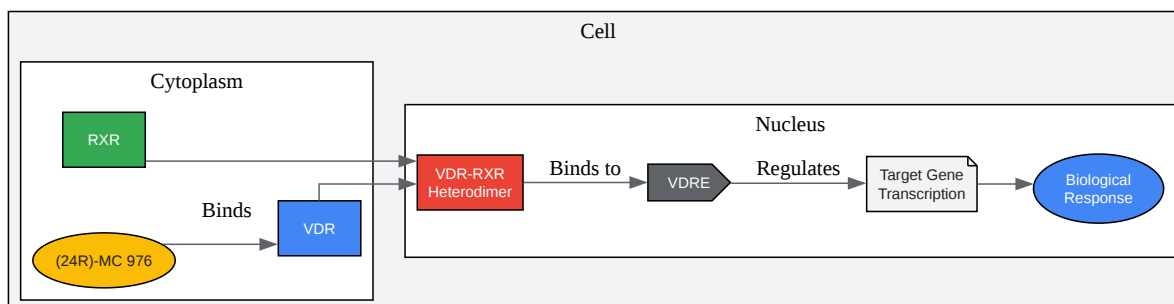 Cell
Cytoplasm
RXR
Binds
VDR
(24R)-MC 976
Nucleus
VDR-RXR
Heterodimer
Binds to
VDRE
Regulates
Target Gene
Transcription
Biological
Response